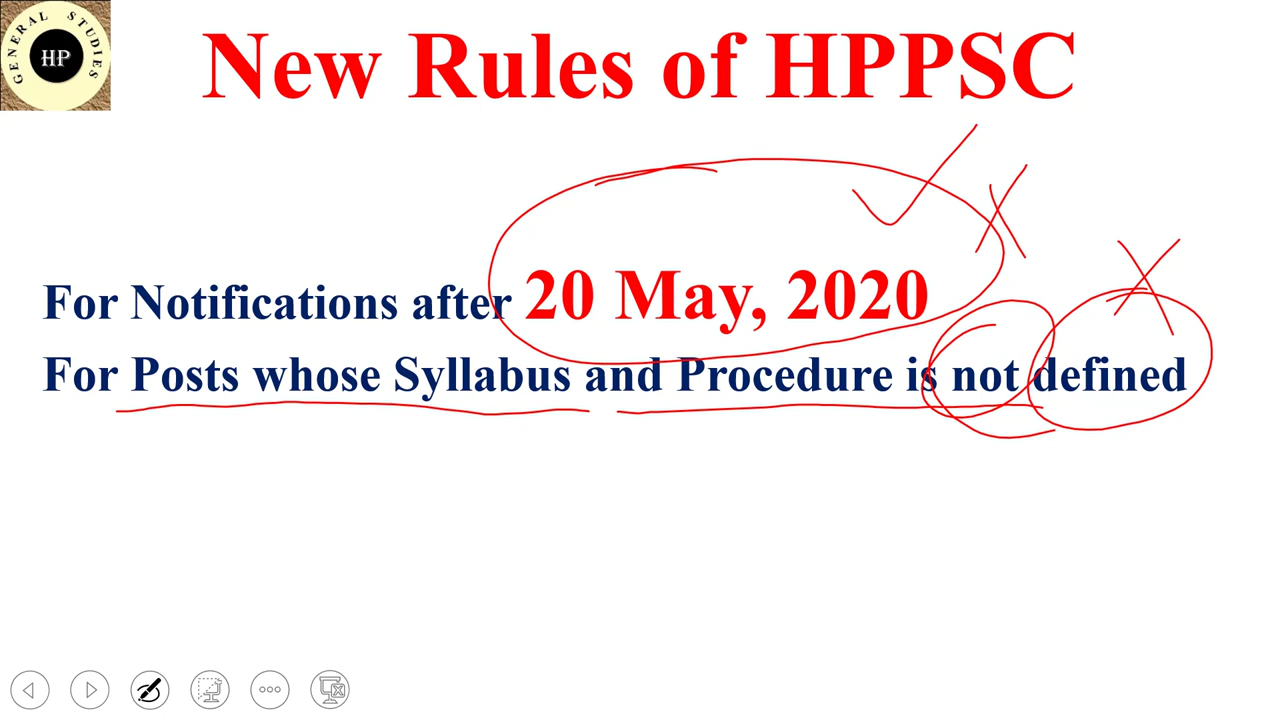 GENERAL STUDIES
HP
New Rules of HPPSC
For Notifications after 20 May, 2020
For Posts whose Syllabus and Procedure is not defined